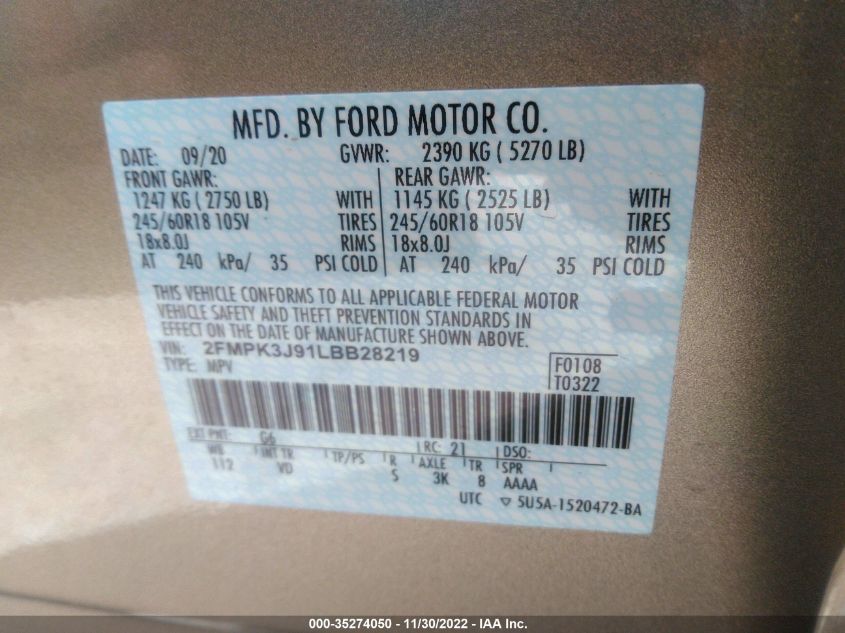 MFD. BY FORD MOTOR CO.
DATE: 09/20 GVWR: 2390 KG ( 5270 LB)
FRONT GAWR: REAR GAWR:
1247 KG ( 2750 LB) WITH 1145 KG ( 2525 LB) WITH
245/60R18 105V TIRES 245/60R18 105V TIRES
18x8.0J RIMS 18x8.0J RIMS
AT 240 kPa/ 35 PSI COLD AT 240 kPa/ 35 PSI COLD
THIS VEHICLE CONFORMS TO ALL APPLICABLE FEDERAL MOTOR
VEHICLE SAFETY AND THEFT PREVENTION STANDARDS IN
EFFECT ON THE DATE OF MANUFACTURE SHOWN ABOVE.
VIN: 2FMPK3J91LBB28219 F0108
TYPE: MPV T0322
EXT PNT: G6 RC: 21 DSO:
WB INT TR TP/PS R AXLE TR SPR
112 VD S 3K 8 AAAA
UTC ▽ 5U5A-1520472-BA
000-35274050 - 11/30/2022 - IAA Inc.